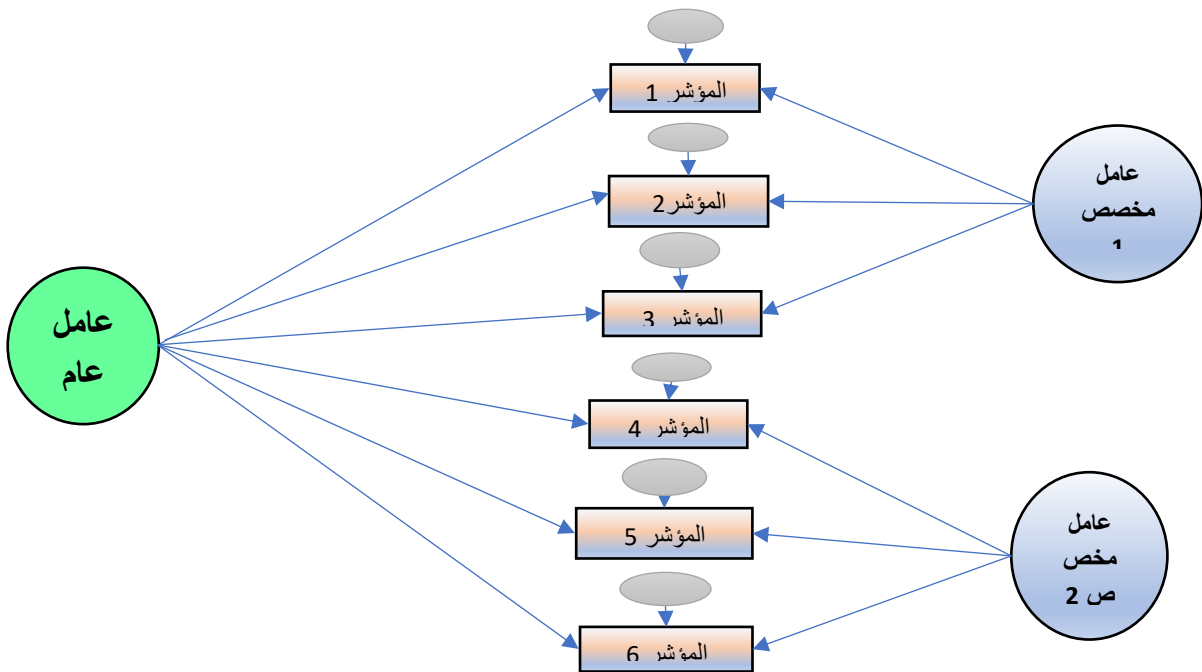 المؤشر 1
المؤشر2
المؤشر 3
المؤشر 4
المؤشر 5
المؤشر 6
عامل
مخصص
1
عامل
عام
عامل
مخص
ص 2